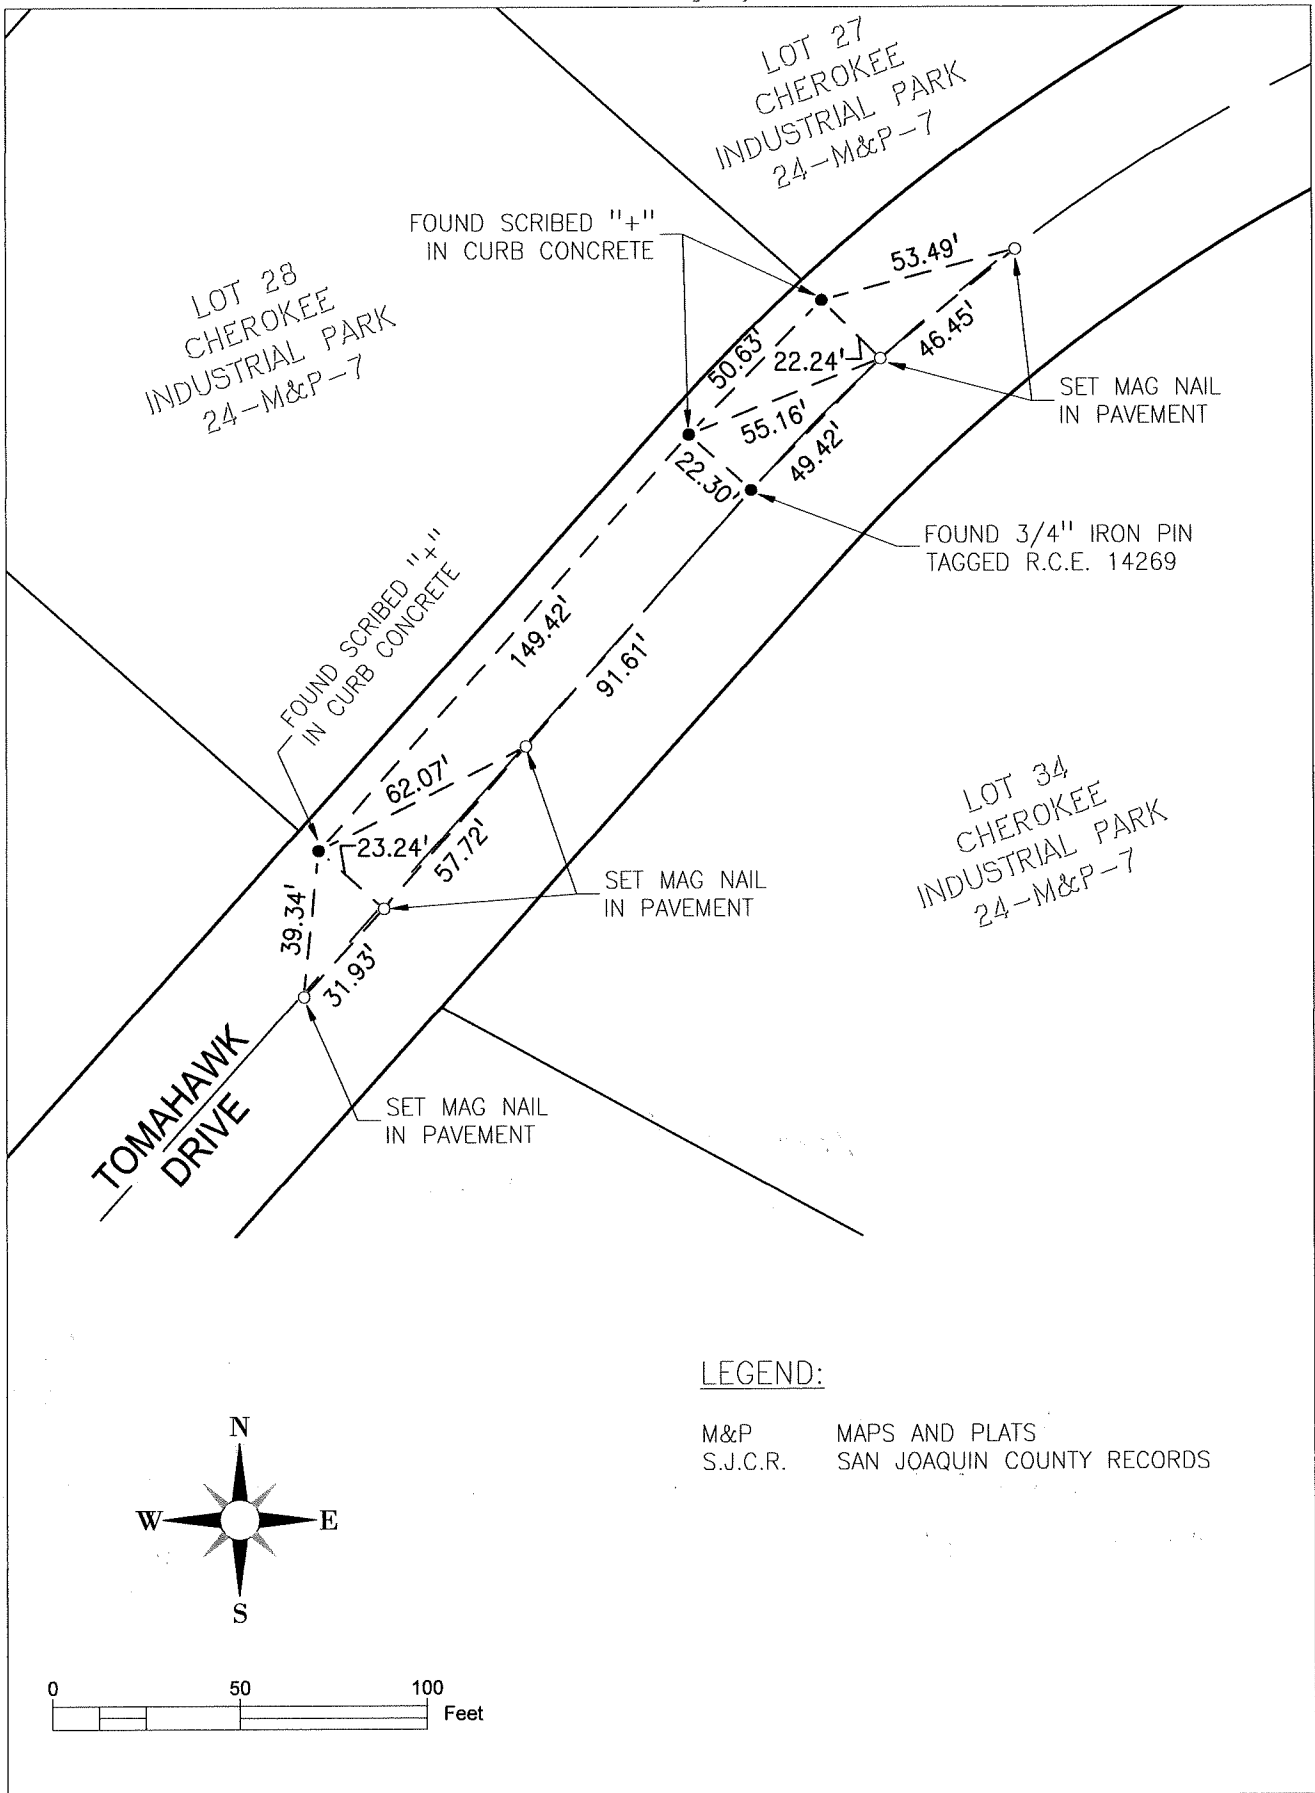 LOT 27
CHEROKEE
INDUSTRIAL PARK
24-M&P-7
FOUND SCRIBED "+"
IN CURB CONCRETE
53.49'
LOT 28
CHEROKEE
INDUSTRIAL PARK
24-M&P-7
50.63'
22.24'
46.45'
SET MAG NAIL
IN PAVEMENT
55.16'
49.42'
22.30'
FOUND 3/4" IRON PIN
TAGGED R.C.E. 14269
FOUND SCRIBED "+"
IN CURB CONCRETE
149.42'
91.61'
62.07'
23.24'
57.72'
LOT 34
CHEROKEE
INDUSTRIAL PARK
24-M&P-7
SET MAG NAIL
IN PAVEMENT
39.34'
31.93'
TOMAHAWK
DRIVE
SET MAG NAIL
IN PAVEMENT
LEGEND:
M&P MAPS AND PLATS
S.J.C.R. SAN JOAQUIN COUNTY RECORDS
N
W E
S
0 50 100
Feet